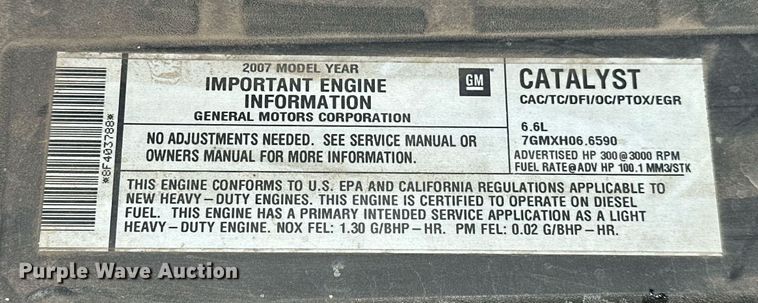 2007 MODEL YEAR
IMPORTANT ENGINE
INFORMATION
GENERAL MOTORS CORPORATION
GM
CATALYST
CAC/TC/DFI/OC/PTOX/EGR
*8F403788*
NO ADJUSTMENTS NEEDED. SEE SERVICE MANUAL OR
OWNERS MANUAL FOR MORE INFORMATION.
6.6L
7GMXH06.6590
ADVERTISED HP 300@3000 RPM
FUEL RATE@ADV HP 100.1 MM3/STK
THIS ENGINE CONFORMS TO U.S. EPA AND CALIFORNIA REGULATIONS APPLICABLE TO
NEW HEAVY-DUTY ENGINES. THIS ENGINE IS CERTIFIED TO OPERATE ON DIESEL
FUEL. THIS ENGINE HAS A PRIMARY INTENDED SERVICE APPLICATION AS A LIGHT
HEAVY-DUTY ENGINE. NOX FEL: 1.30 G/BHP-HR. PM FEL: 0.02 G/BHP-HR.
Purple Wave Auction